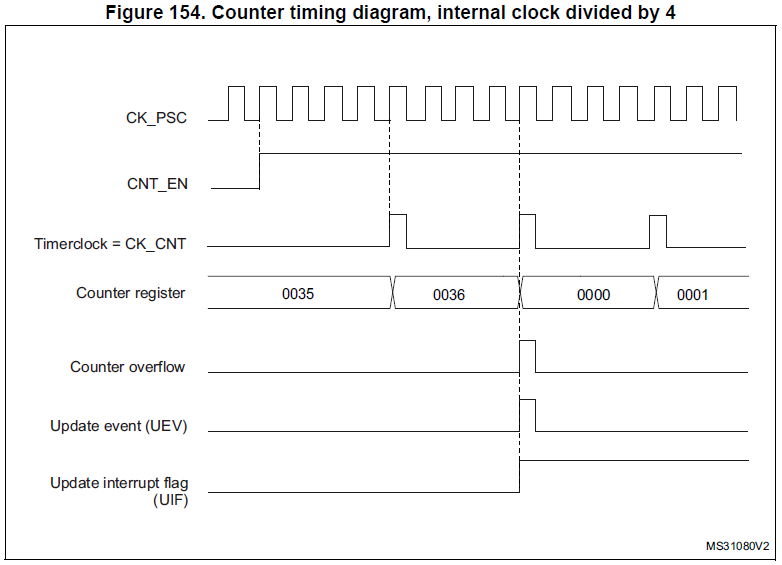 Figure 154. Counter timing diagram, internal clock divided by 4
CK_PSC
CNT_EN
Timerclock = CK_CNT
Counter register
0035
0036
0000
0001
Counter overflow
Update event (UEV)
Update interrupt flag
(UIF)
MS31080V2